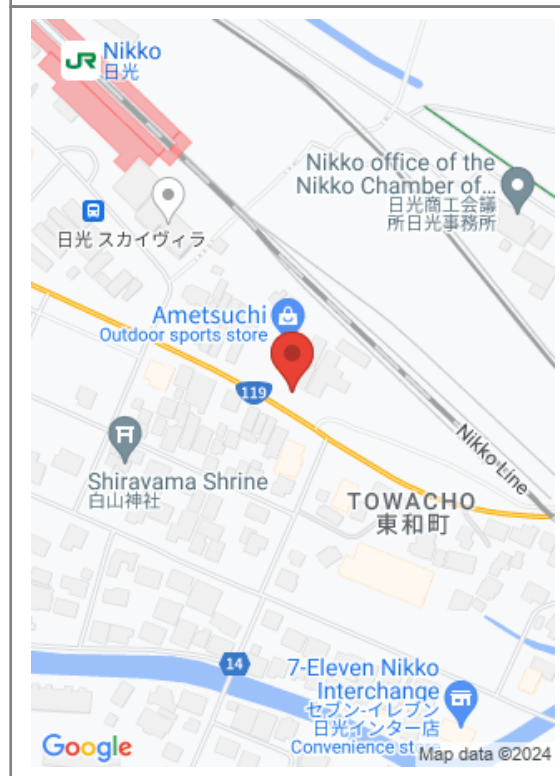 JR
Nikko
日光
Nikko office of the
Nikko Chamber of...
日光商工会議
所日光事務所
日光 スカイヴィラ
Ametsuchi
Outdoor sports store
119
Nikko Line
Shirayama Shrine
白山神社
TOWACHO
東和町
14
7-Eleven Nikko
Interchange
セブン-イレブン
日光インター店
Convenience st
Google
Map data ©2024